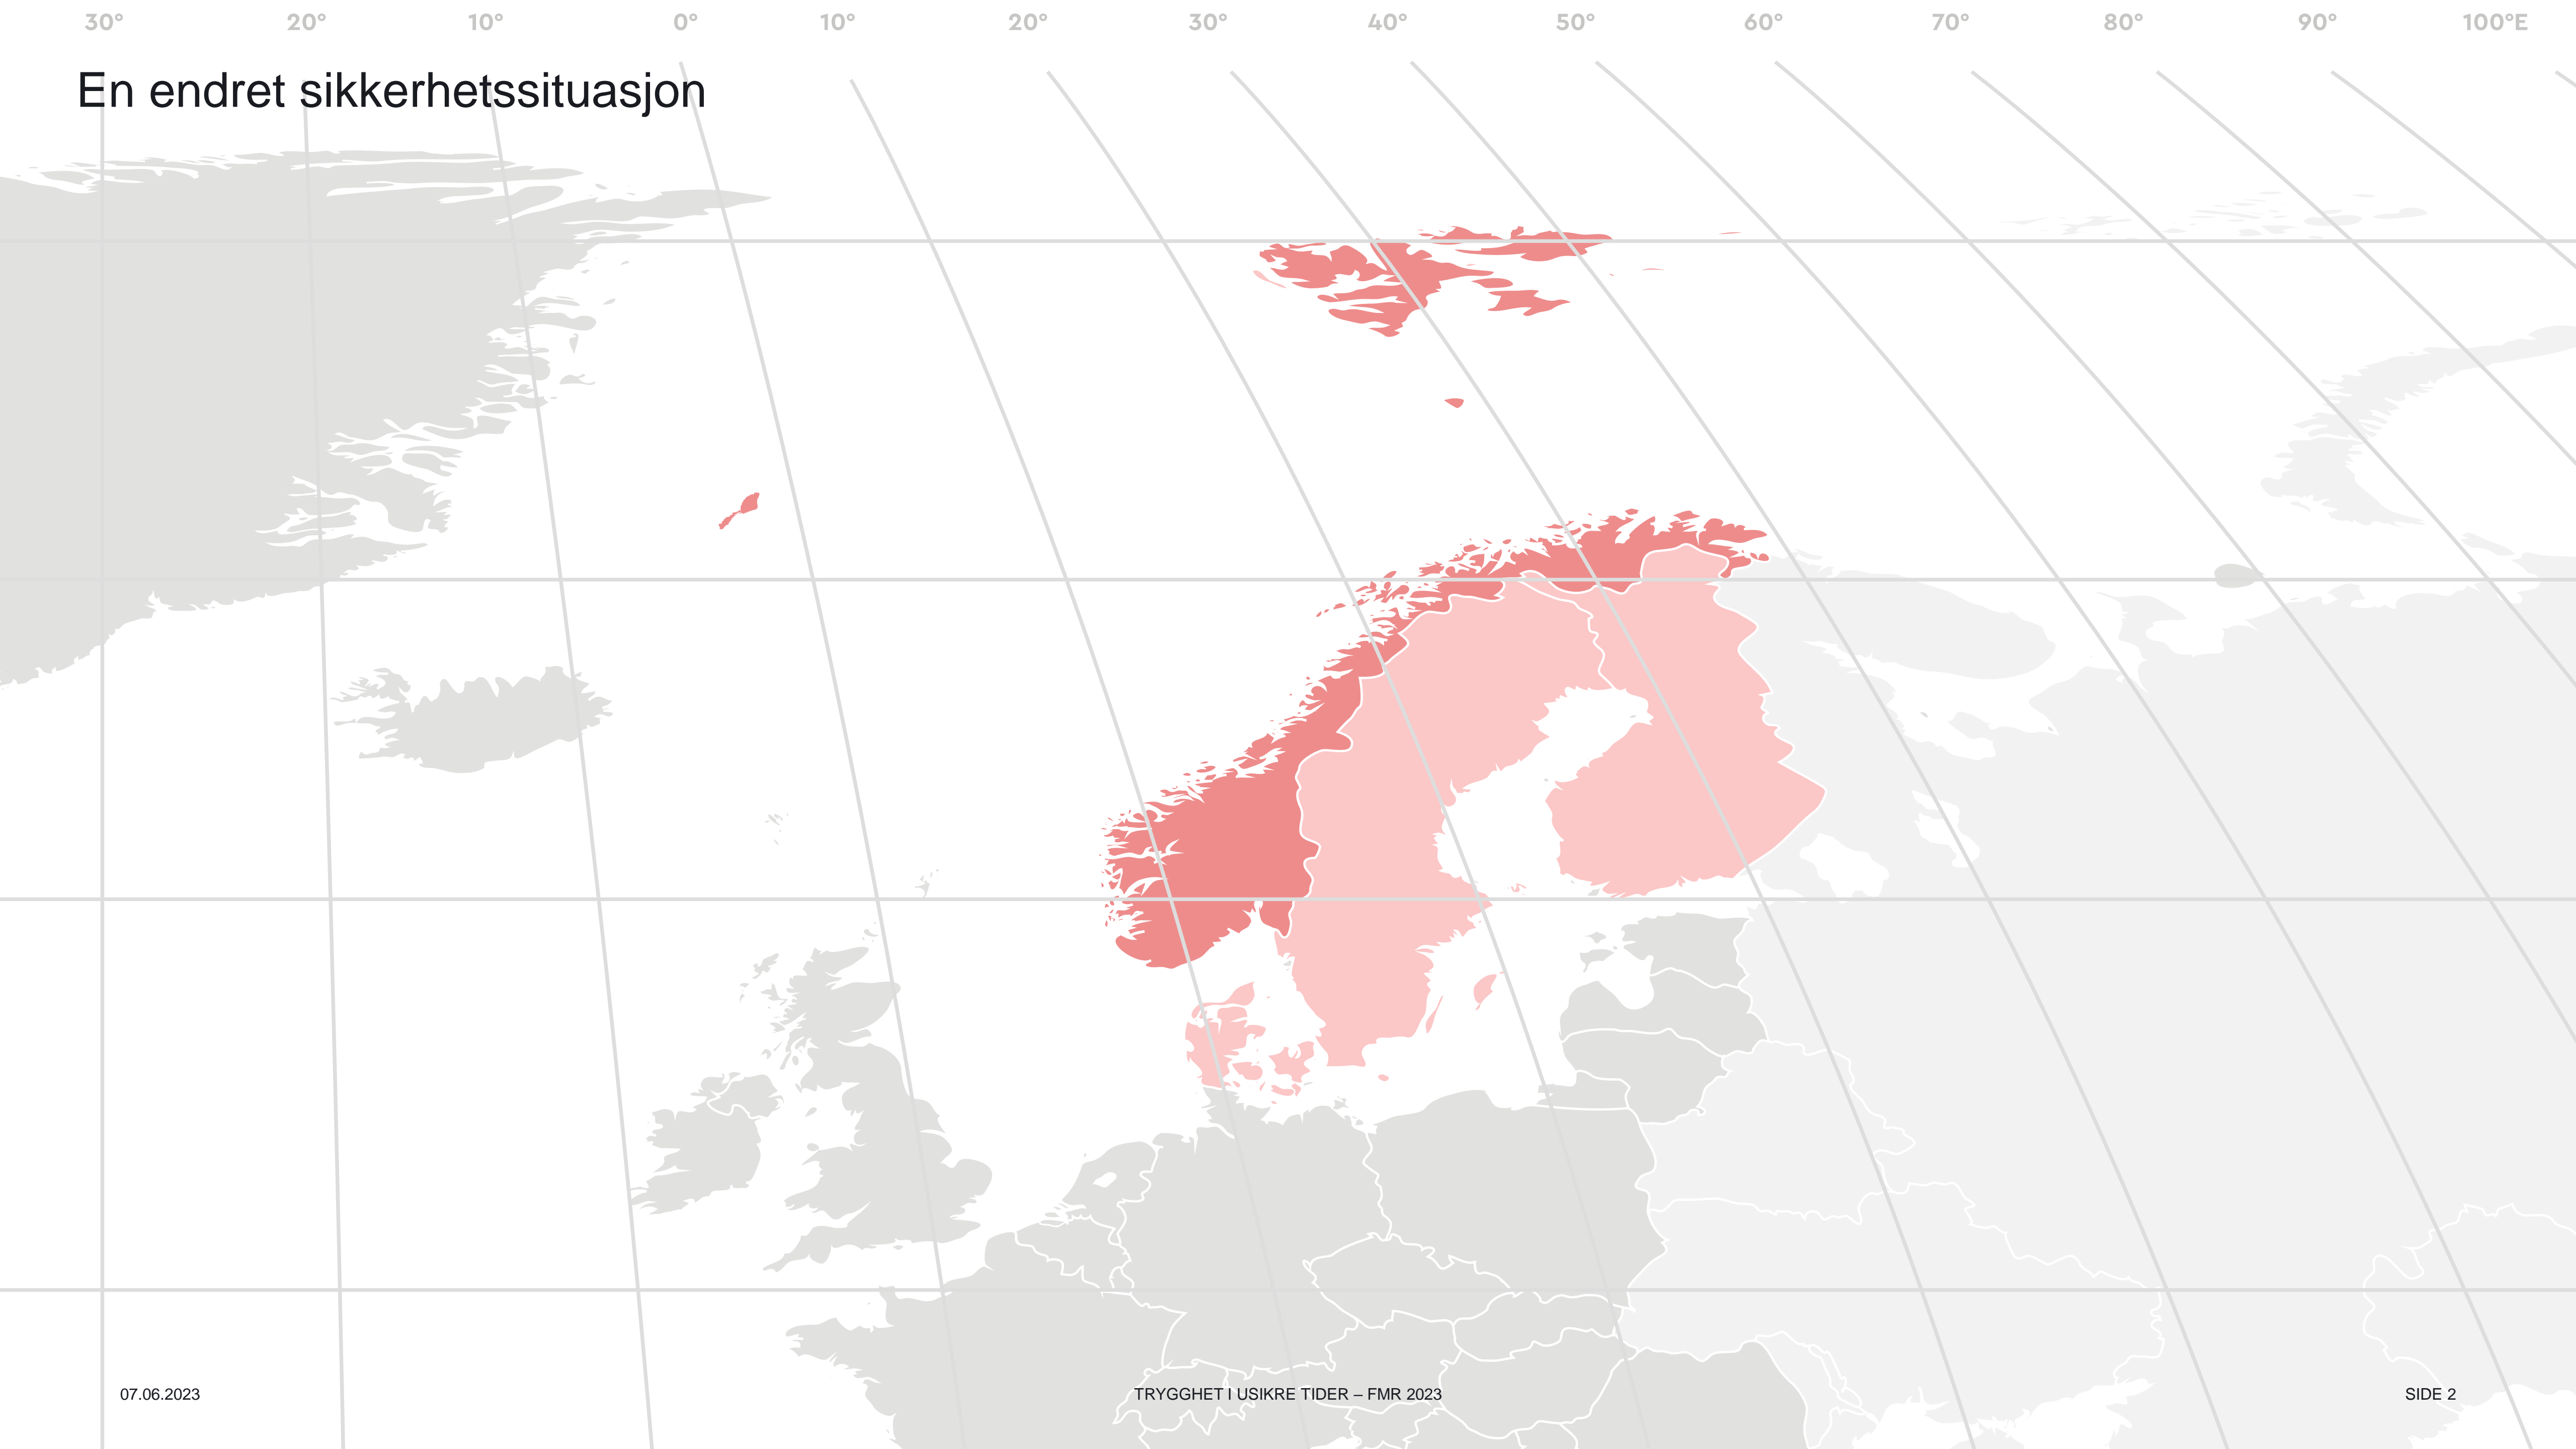 30° 20° 10° 0° 10° 20° 30° 40° 50° 60° 70° 80° 90° 100°E
En endret sikkerhetssituasjon
07.06.2023 TRYGGHET I USIKRE TIDER – FMR 2023 SIDE 2